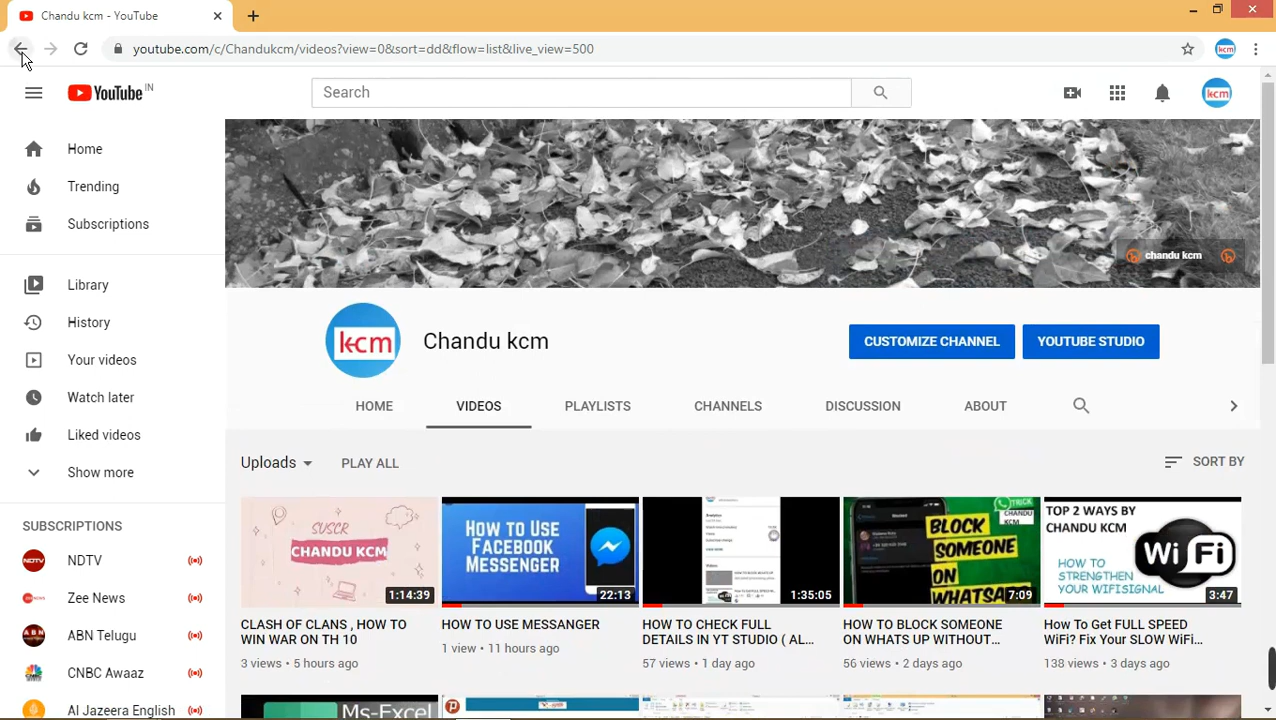 Chandu kcm - YouTube
youtube.com/c/Chandukcm/videos?view=0&sort=dd&flow=list&live_view=500
kcm
YouTube IN
Search
kcm
Home
Trending
Subscriptions
Library
History
Your videos
Watch later
Liked videos
Show more
SUBSCRIPTIONS
NDTV
Zee News
ABN Telugu
CNBC Awaaz
Al Jazeera English
chandu kcm
kcm
Chandu kcm
CUSTOMIZE CHANNEL
YOUTUBE STUDIO
HOME VIDEOS PLAYLISTS CHANNELS DISCUSSION ABOUT
Uploads PLAY ALL
SORT BY
SUSCR
CHANDU KCM
1:14:39
CLASH OF CLANS , HOW TO
WIN WAR ON TH 10
3 views • 5 hours ago
HOW TO USE
FACEBOOK
MESSENGER
22:13
HOW TO USE MESSANGER
1 view • 11 hours ago
1:35:05
HOW TO CHECK FULL
DETAILS IN YT STUDIO ( AL...
57 views • 1 day ago
TRICK
CHANDU
KCM
BLOCK
SOMEONE
ON
WHATSA
7:09
HOW TO BLOCK SOMEONE
ON WHATS UP WITHOUT...
56 views • 2 days ago
TOP 2 WAYS BY
CHANDU KCM
Wi Fi
HOW TO
STRENGTHEN
YOUR WIFISIGNAL
3:47
How To Get FULL SPEED
WiFi? Fix Your SLOW WiFi...
138 views • 3 days ago
Ms-Excel